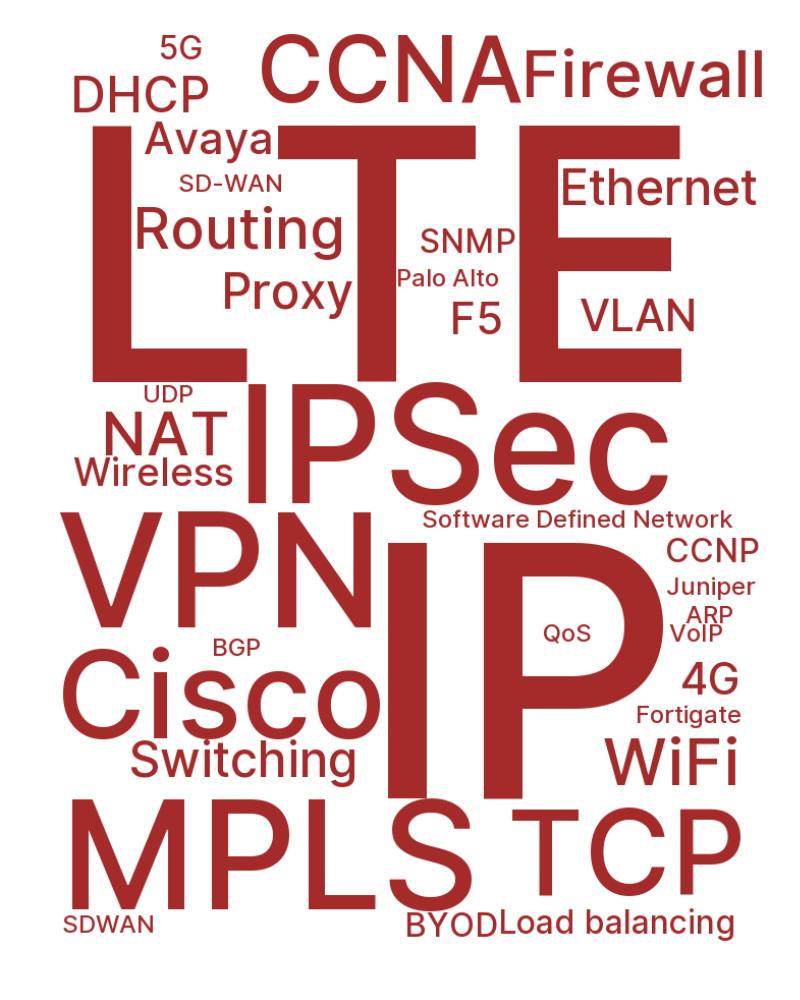 5G
CCNA
Firewall
DHCP
LTE
Avaya
SD-WAN
Ethernet
Routing
SNMP
Palo Alto
Proxy
F5
VLAN
UDP
IPSec
NAT
Wireless
VPN
Software Defined Network
IP
CCNP
Juniper
ARP
QoS
VoIP
BGP
Cisco
4G
Fortigate
Switching
WiFi
MPLS
TCP
SDWAN
BYOD
Load balancing